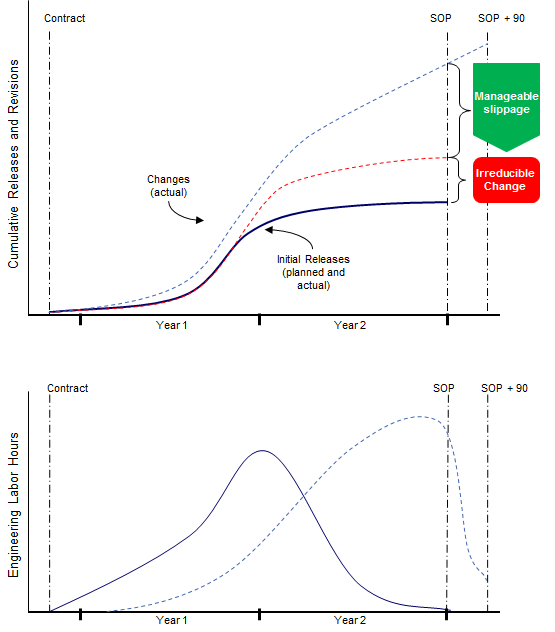 Contract
SOP
SOP + 90
Cumulative Releases and Revisions
Manageable
slippage
Irreducible
Change
Changes
(actual)
Initial Releases
(planned and
actual)
Year 1
Year 2
Contract
SOP
SOP + 90
Engineering Labor Hours
Year 1
Year 2